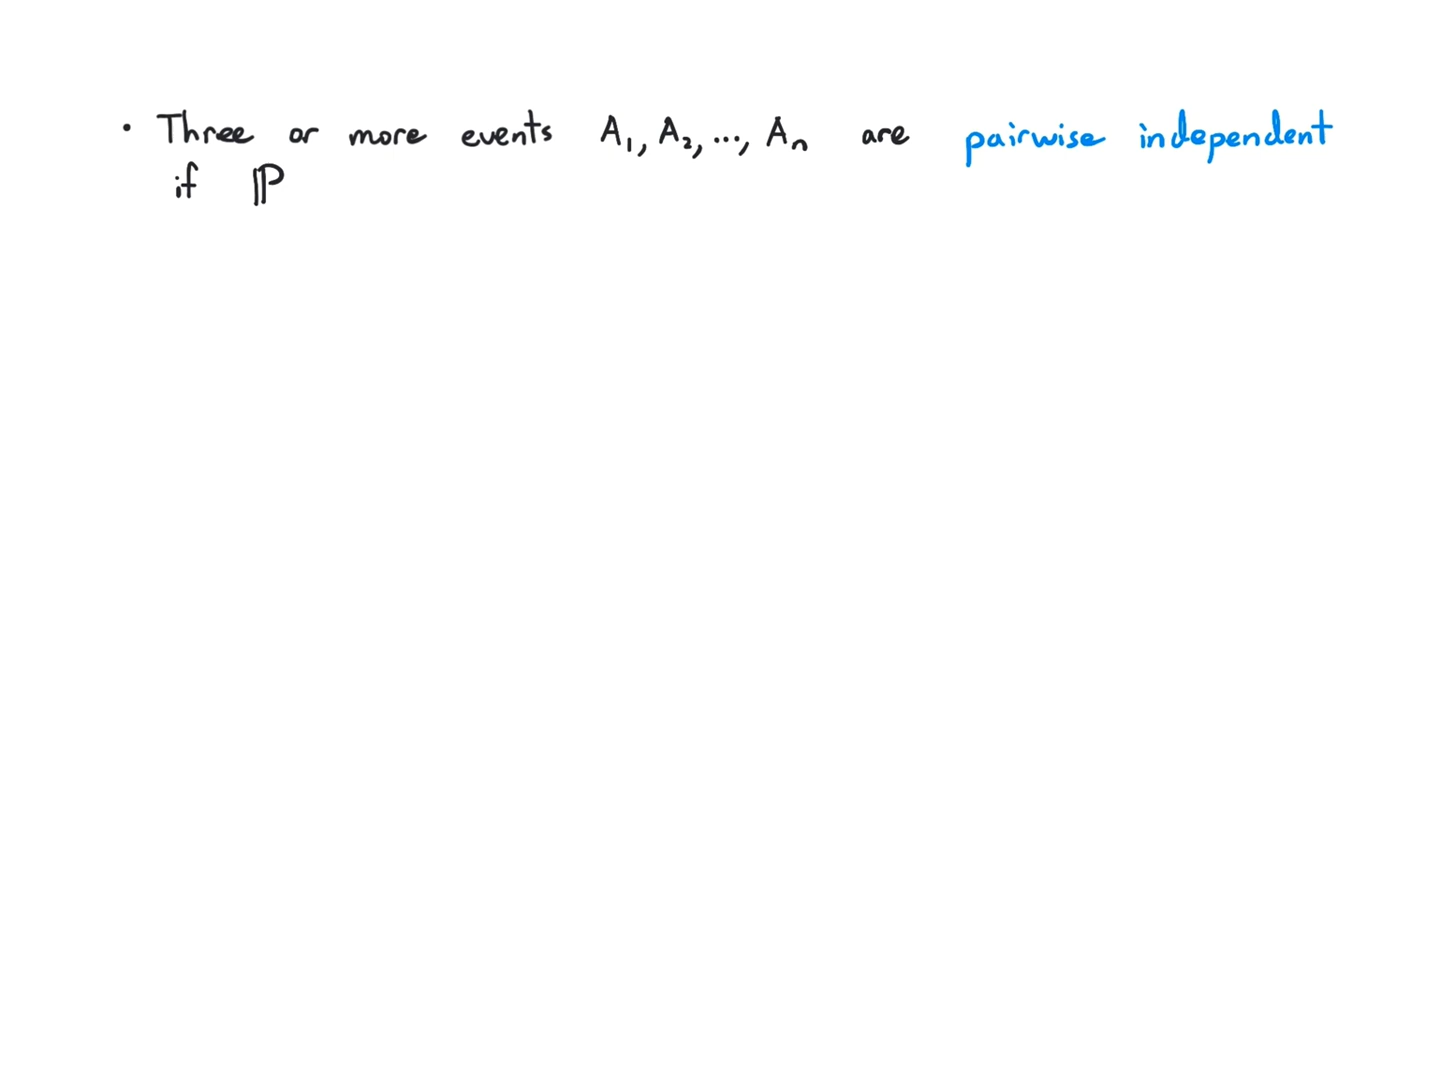 • Three or more events A₁, A₂, ..., Aₙ are pairwise independent
if ℙ